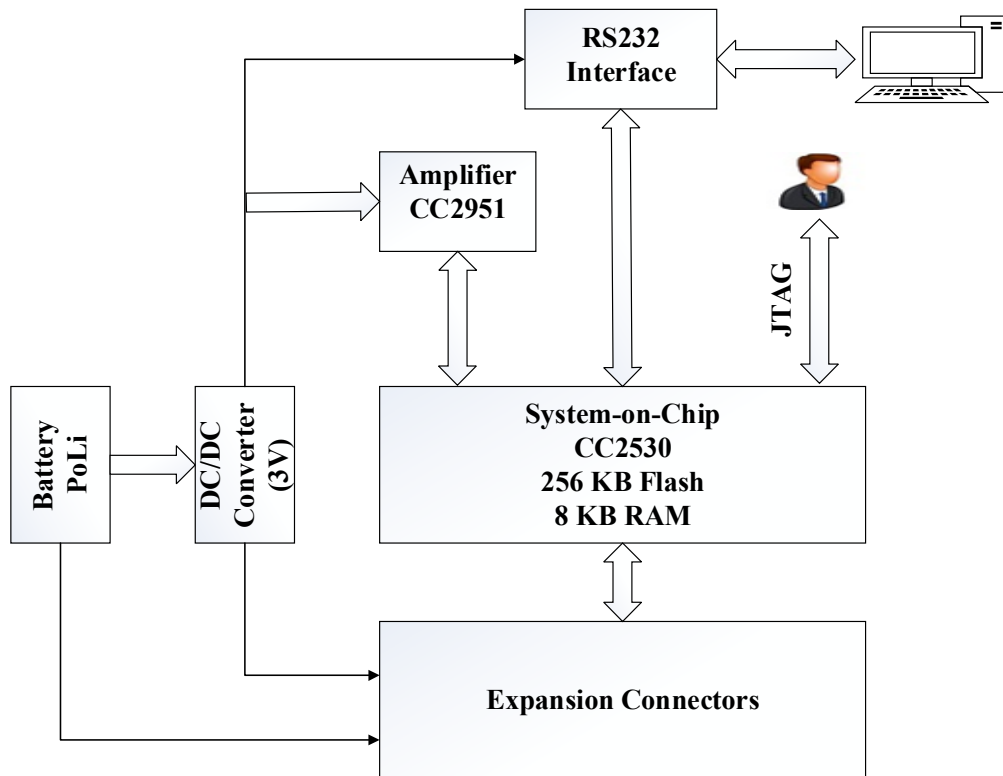 RS232
Interface
Amplifier
CC2951
JTAG
Battery
PoLi
DC/DC
Converter
(3V)
System-on-Chip
CC2530
256 KB Flash
8 KB RAM
Expansion Connectors